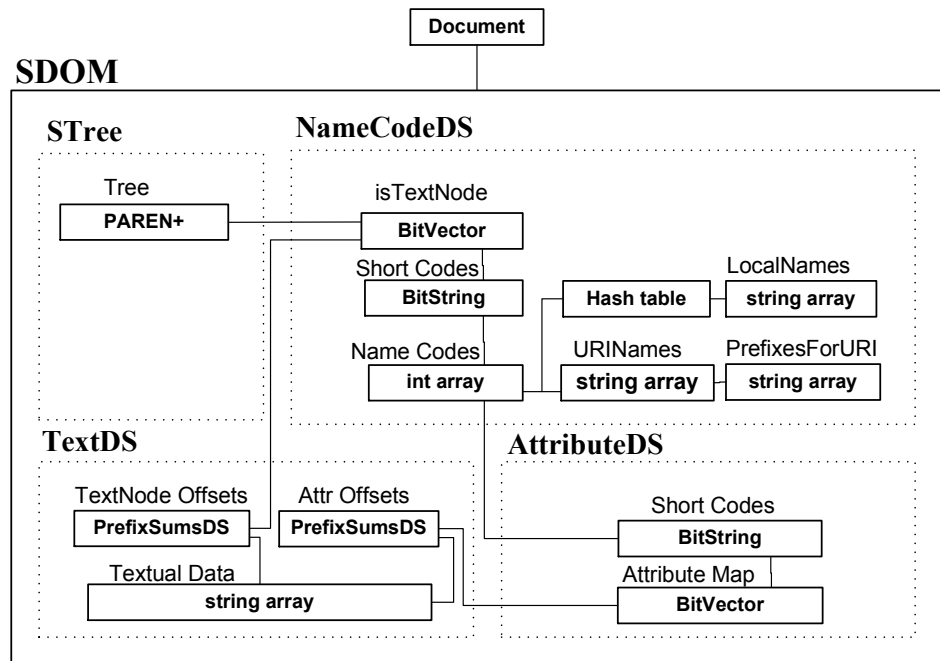 Document
SDOM
STree
NameCodeDS
Tree
PAREN+
isTextNode
BitVector
Short Codes
BitString
Hash table
LocalNames
string array
Name Codes
int array
URINames
string array
PrefixesForURI
string array
TextDS
AttributeDS
TextNode Offsets
PrefixSumsDS
Attr Offsets
PrefixSumsDS
Textual Data
string array
Short Codes
BitString
Attribute Map
BitVector